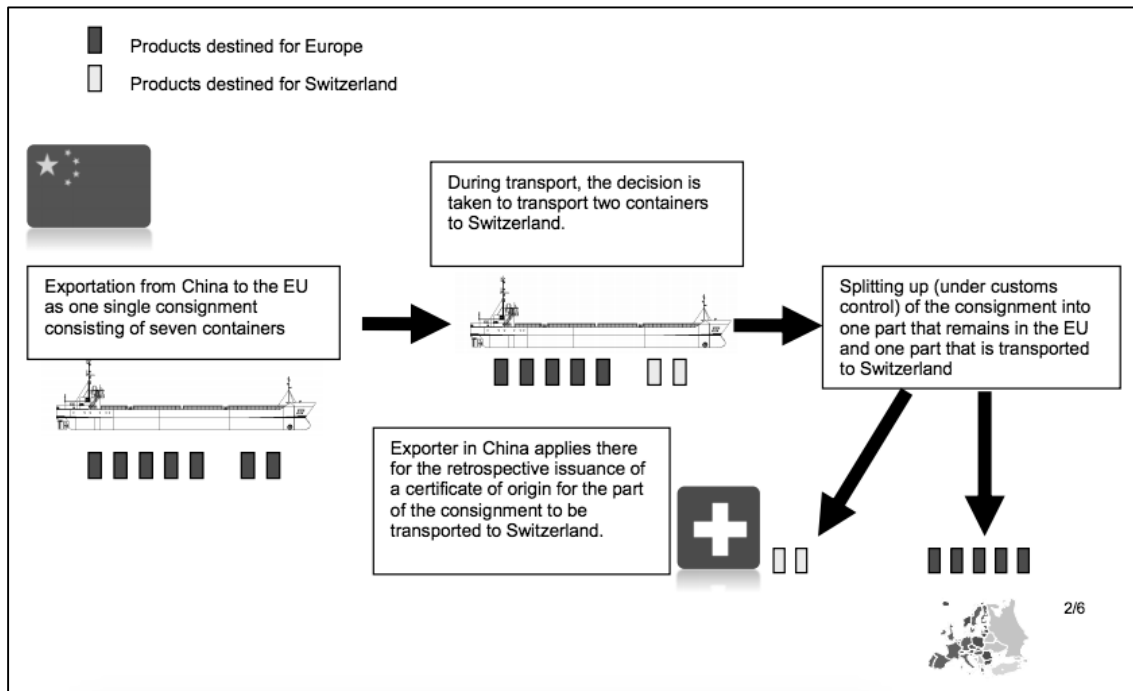 Products destined for Europe
Products destined for Switzerland
During transport, the decision is
taken to transport two containers
to Switzerland.
Exportation from China to the EU
as one single consignment
consisting of seven containers
Splitting up (under customs
control) of the consignment into
one part that remains in the EU
and one part that is transported
to Switzerland
Exporter in China applies there
for the retrospective issuance of
a certificate of origin for the part
of the consignment to be
transported to Switzerland.
2/6